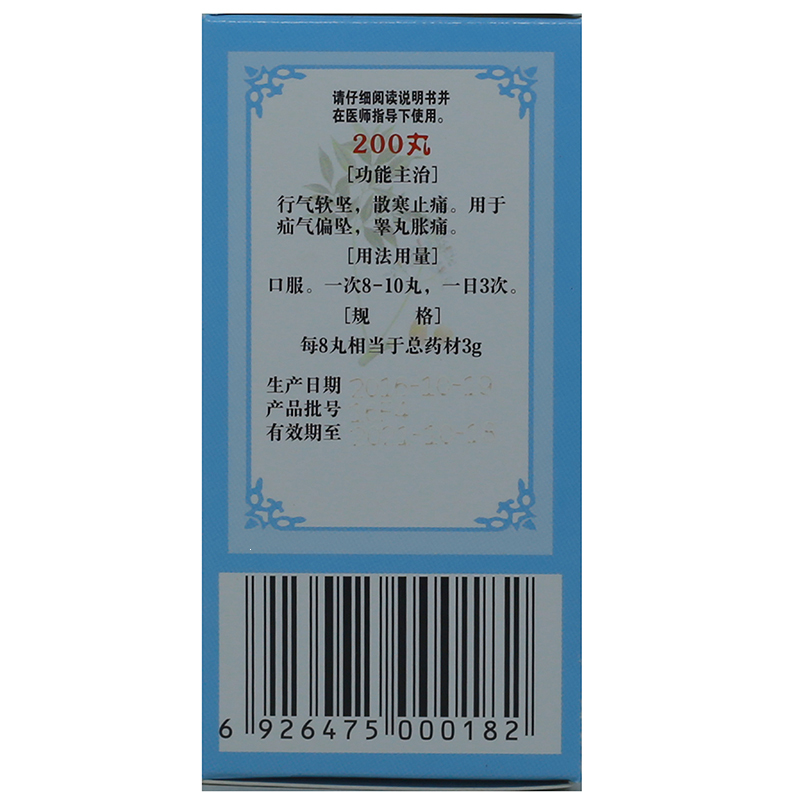 请仔细阅读说明书并
在医师指导下使用。
200丸
[功能主治]
行气软坚，散寒止痛。用于
疝气偏坠，睾丸胀痛。
[用法用量]
口服。一次8-10丸，一日3次。
[规　　格]
每8丸相当于总药材3g
生产日期
产品批号
有效期至
6 926475 000182